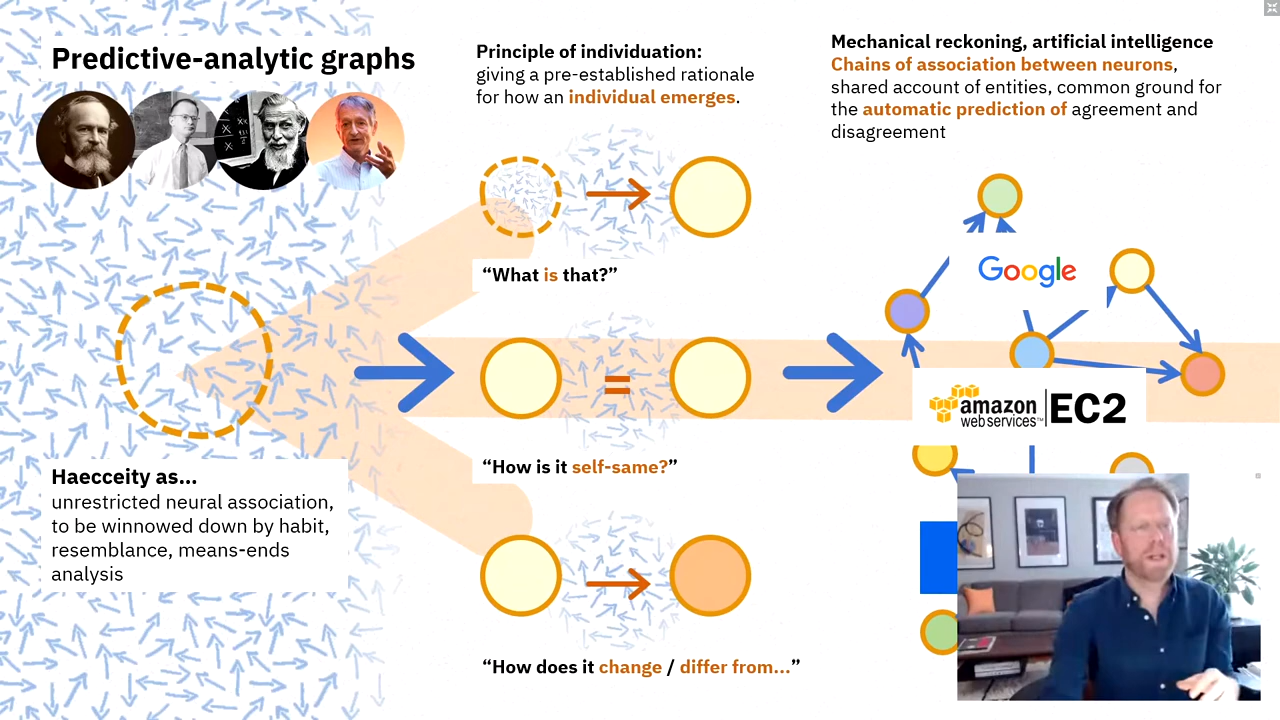 Predictive-analytic graphs
Principle of individuation:
giving a pre-established rationale
for how an individual emerges.
Mechanical reckoning, artificial intelligence
Chains of association between neurons,
shared account of entities, common ground for
the automatic prediction of agreement and
disagreement
“What is that?”
“How is it self-same?”
“How does it change / differ from...”
Haecceity as...
unrestricted neural association,
to be winnowed down by habit,
resemblance, means-ends
analysis
Google
amazon
webservices™
EC2